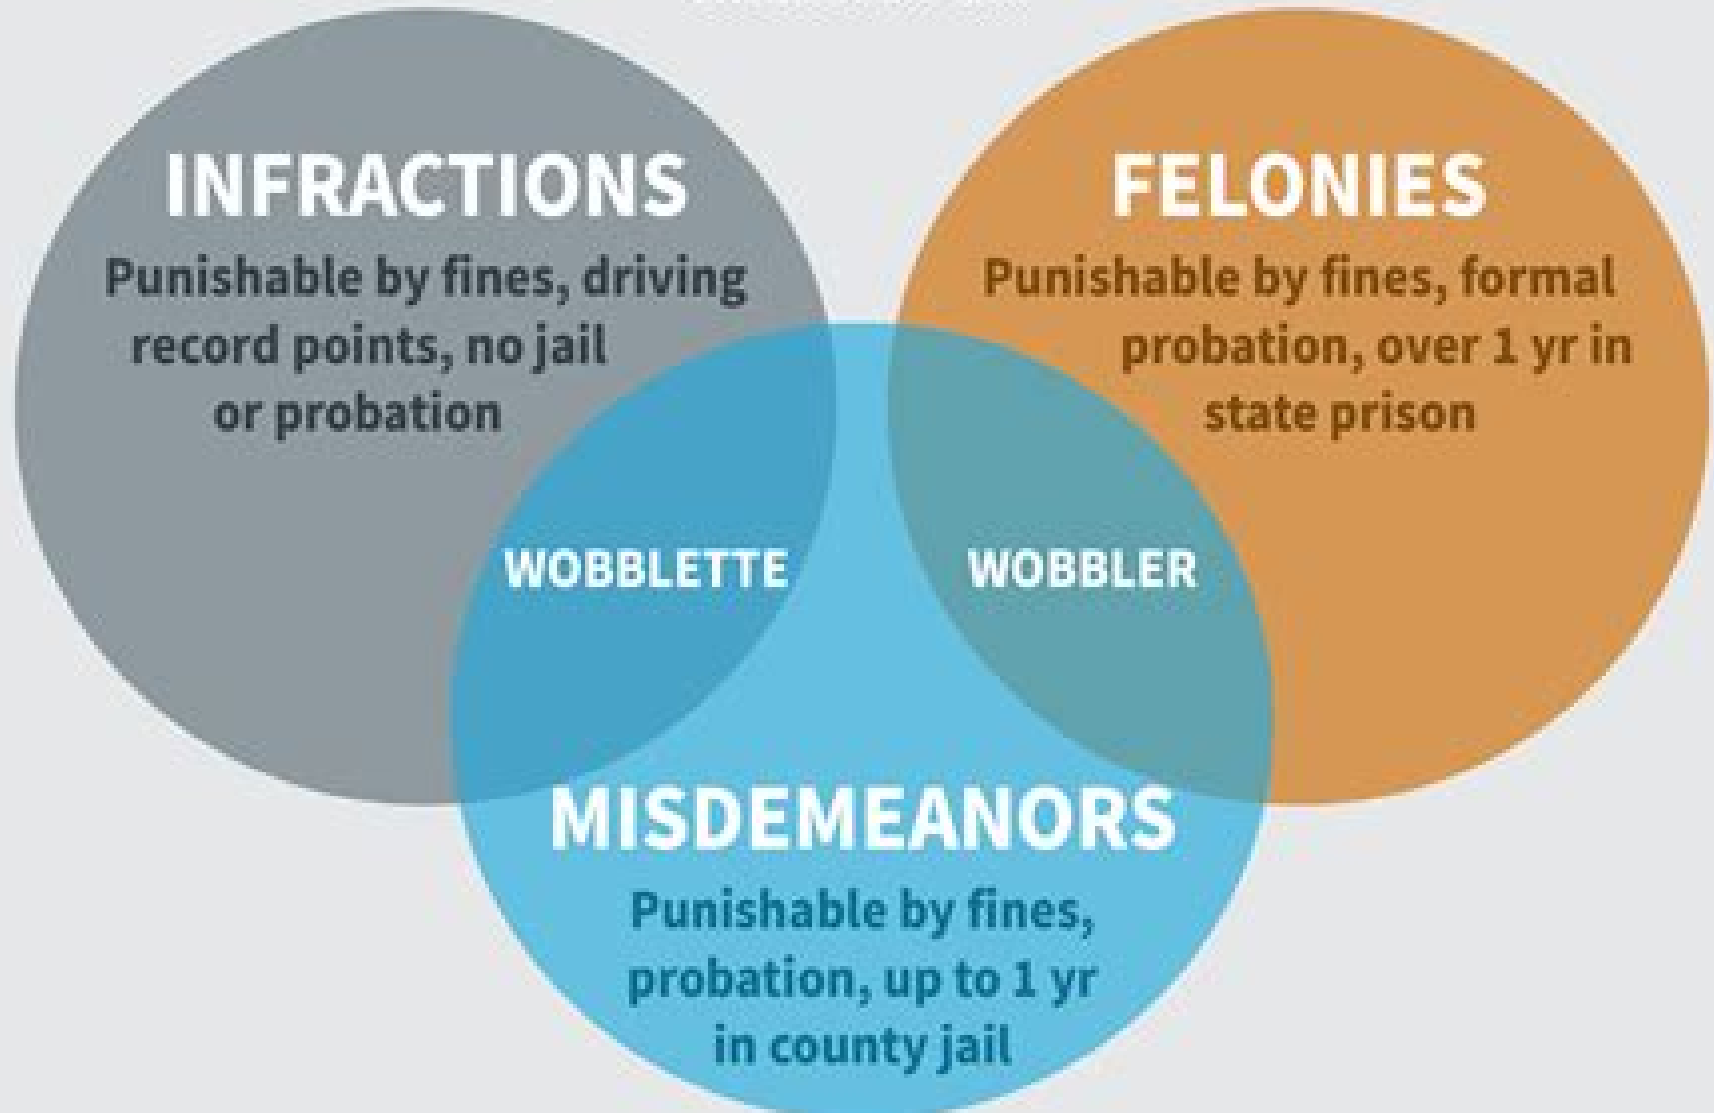 INFRACTIONS
Punishable by fines, driving
record points, no jail
or probation
FELONIES
Punishable by fines, formal
probation, over 1 yr in
state prison
WOBBLETTE
WOBBLER
MISDEMEANORS
Punishable by fines,
probation, up to 1 yr
in county jail